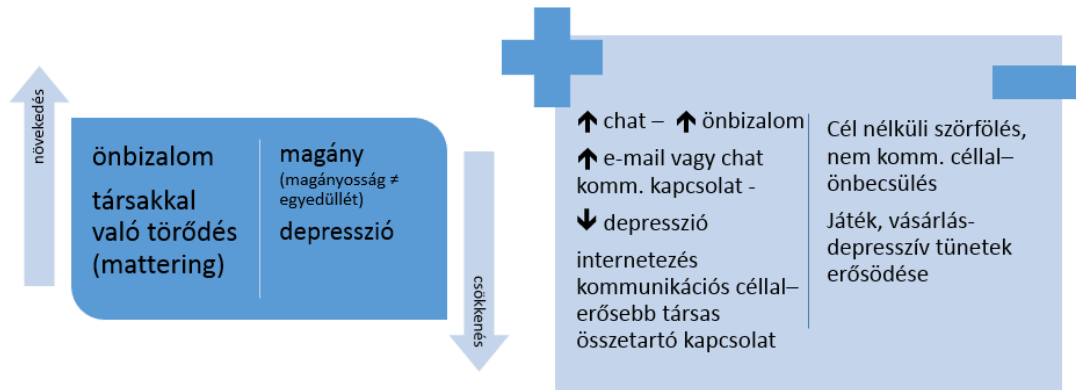 növekedés
önbizalom
társakkal
való törődés
(mattering)
magány
(magányosság ≠
egyedüllét)
depresszió
csökkenés
↑ chat – ↑ önbizalom
↑ e-mail vagy chat
komm. kapcsolat -
↓ depresszió
internetezés
kommunikációs céllal–
erősebb társas
összetartó kapcsolat
Cél nélküli szörfölés,
nem komm. céllal–
önbecsülés
Játék, vásárlás-
depresszív tünetek
erősödése